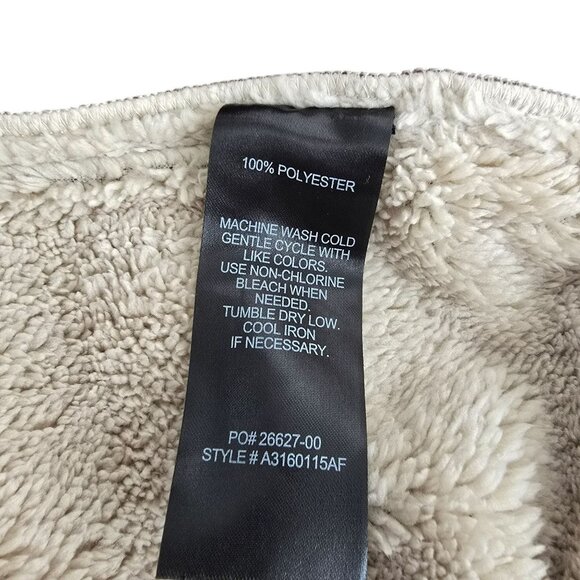 100% POLYESTER
MACHINE WASH COLD
GENTLE CYCLE WITH
LIKE COLORS.
USE NON-CHLORINE
BLEACH WHEN
NEEDED.
TUMBLE DRY LOW.
COOL IRON
IF NECESSARY.
PO# 26627-00
STYLE # A3160115AF